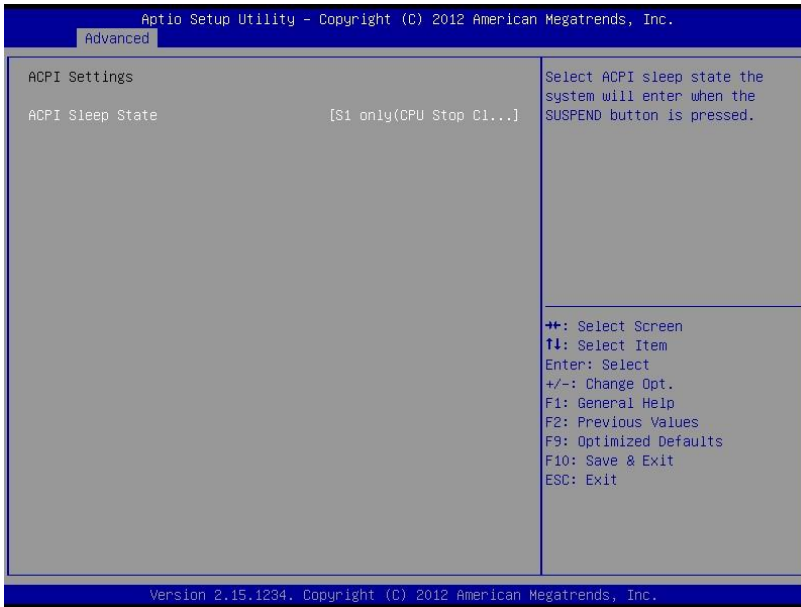 Aptio Setup Utility - Copyright (C) 2012 American Megatrends, Inc.
Advanced
ACPI Settings
ACPI Sleep State [S1 only(CPU Stop Cl...]
Select ACPI sleep state the
system will enter when the
SUSPEND button is pressed.
→←: Select Screen
↑↓: Select Item
Enter: Select
+/-: Change Opt.
F1: General Help
F2: Previous Values
F9: Optimized Defaults
F10: Save & Exit
ESC: Exit
Version 2.15.1234. Copyright (C) 2012 American Megatrends, Inc.